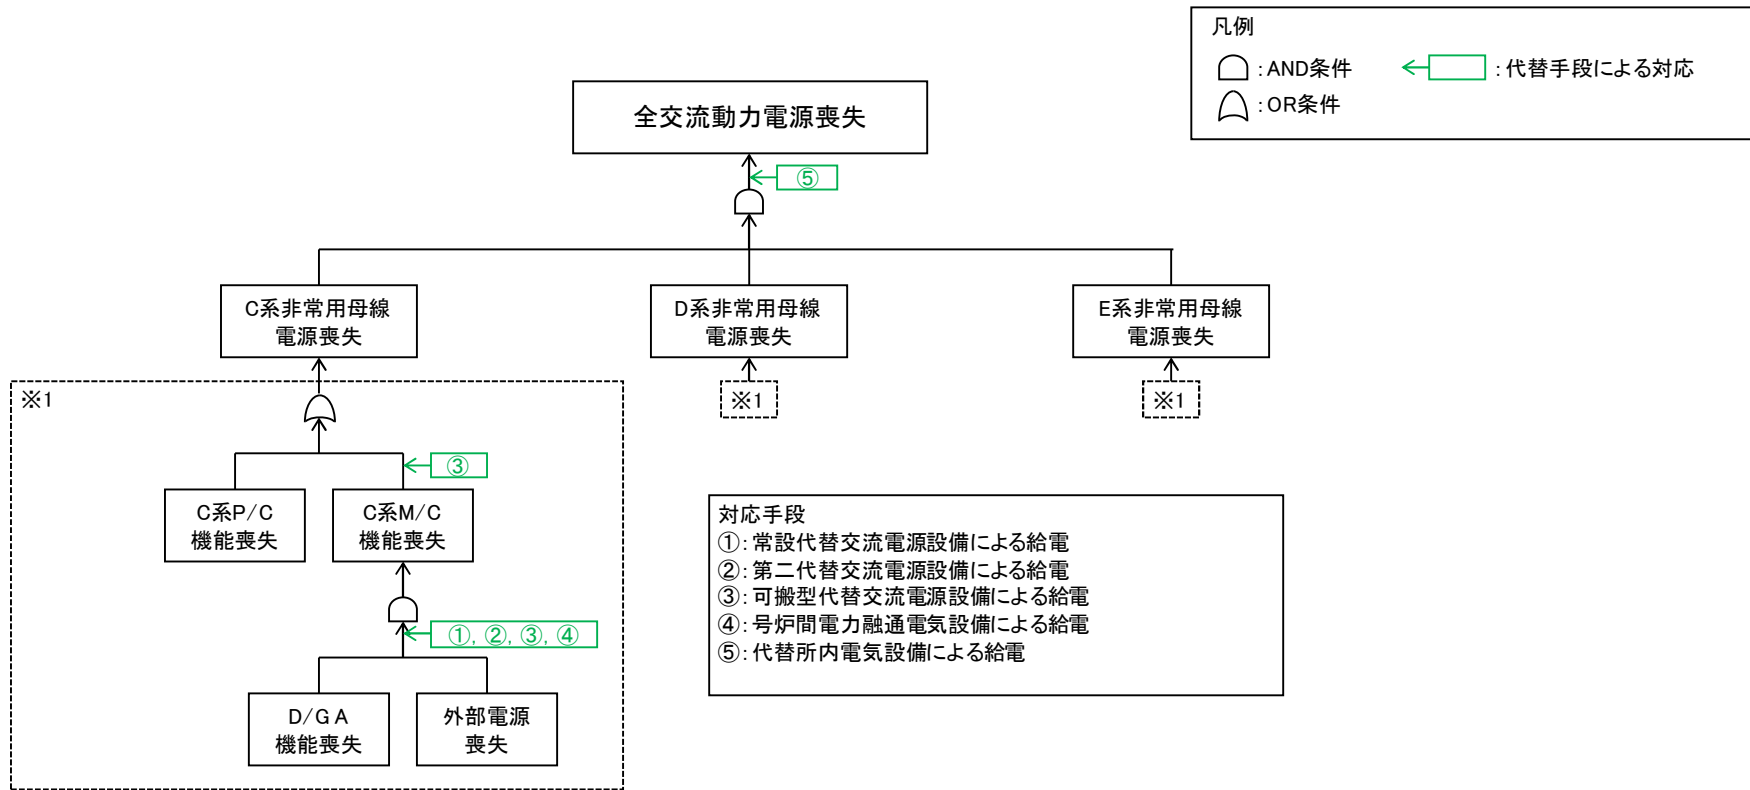 凡例
:AND条件
:代替手段による対応
:OR条件
全交流動力電源喪失
⑤
C系非常用母線
電源喪失
D系非常用母線
電源喪失
E系非常用母線
電源喪失
※1
※1
※1
③
C系P/C
機能喪失
C系M/C
機能喪失
①, ②, ③, ④
D/G A
機能喪失
外部電源
喪失
対応手段
①:常設代替交流電源設備による給電
②:第二代替交流電源設備による給電
③:可搬型代替交流電源設備による給電
④:号炉間電力融通電気設備による給電
⑤:代替所内電気設備による給電